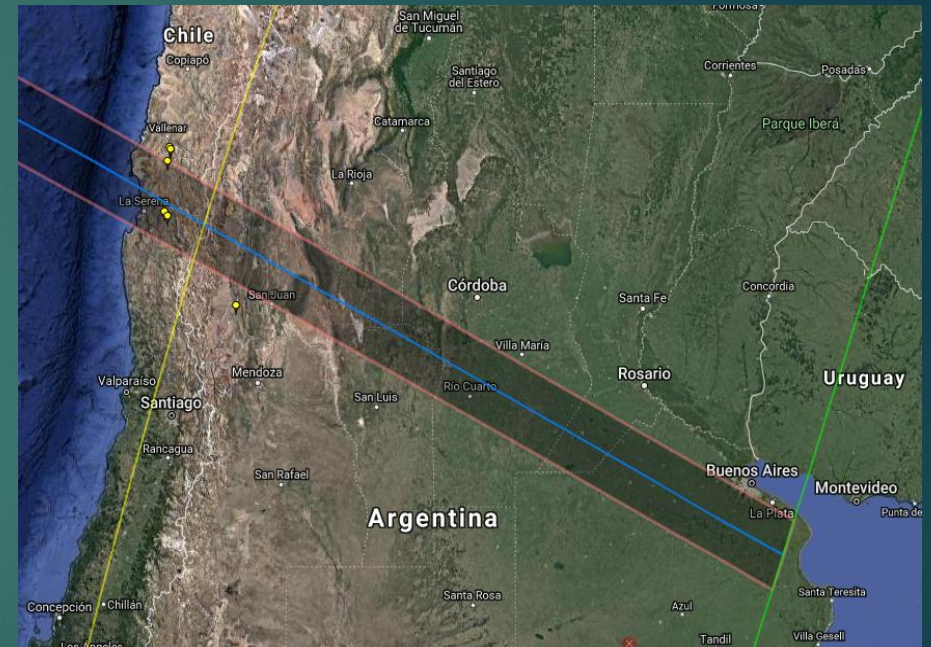 San Miguel
de Tucumán
Formosa
Chile
Copiapó
Corrientes
Posadas
Santiago
del Estero
Catamarca
Vallenar
Parque Iberá
La Rioja
La Serena
Córdoba
Concordia
San Juan
Santa Fe
Villa María
Mendoza
Rosario
Uruguay
Valparaíso
Río Cuarto
San Luis
Santiago
Rancagua
San Rafael
Buenos Aires
Montevideo
La Plata
Punta de
Argentina
Santa Rosa
Santa Teresita
Concepción
Chillán
Azul
Tandil
Villa Gesell
Los Ángeles